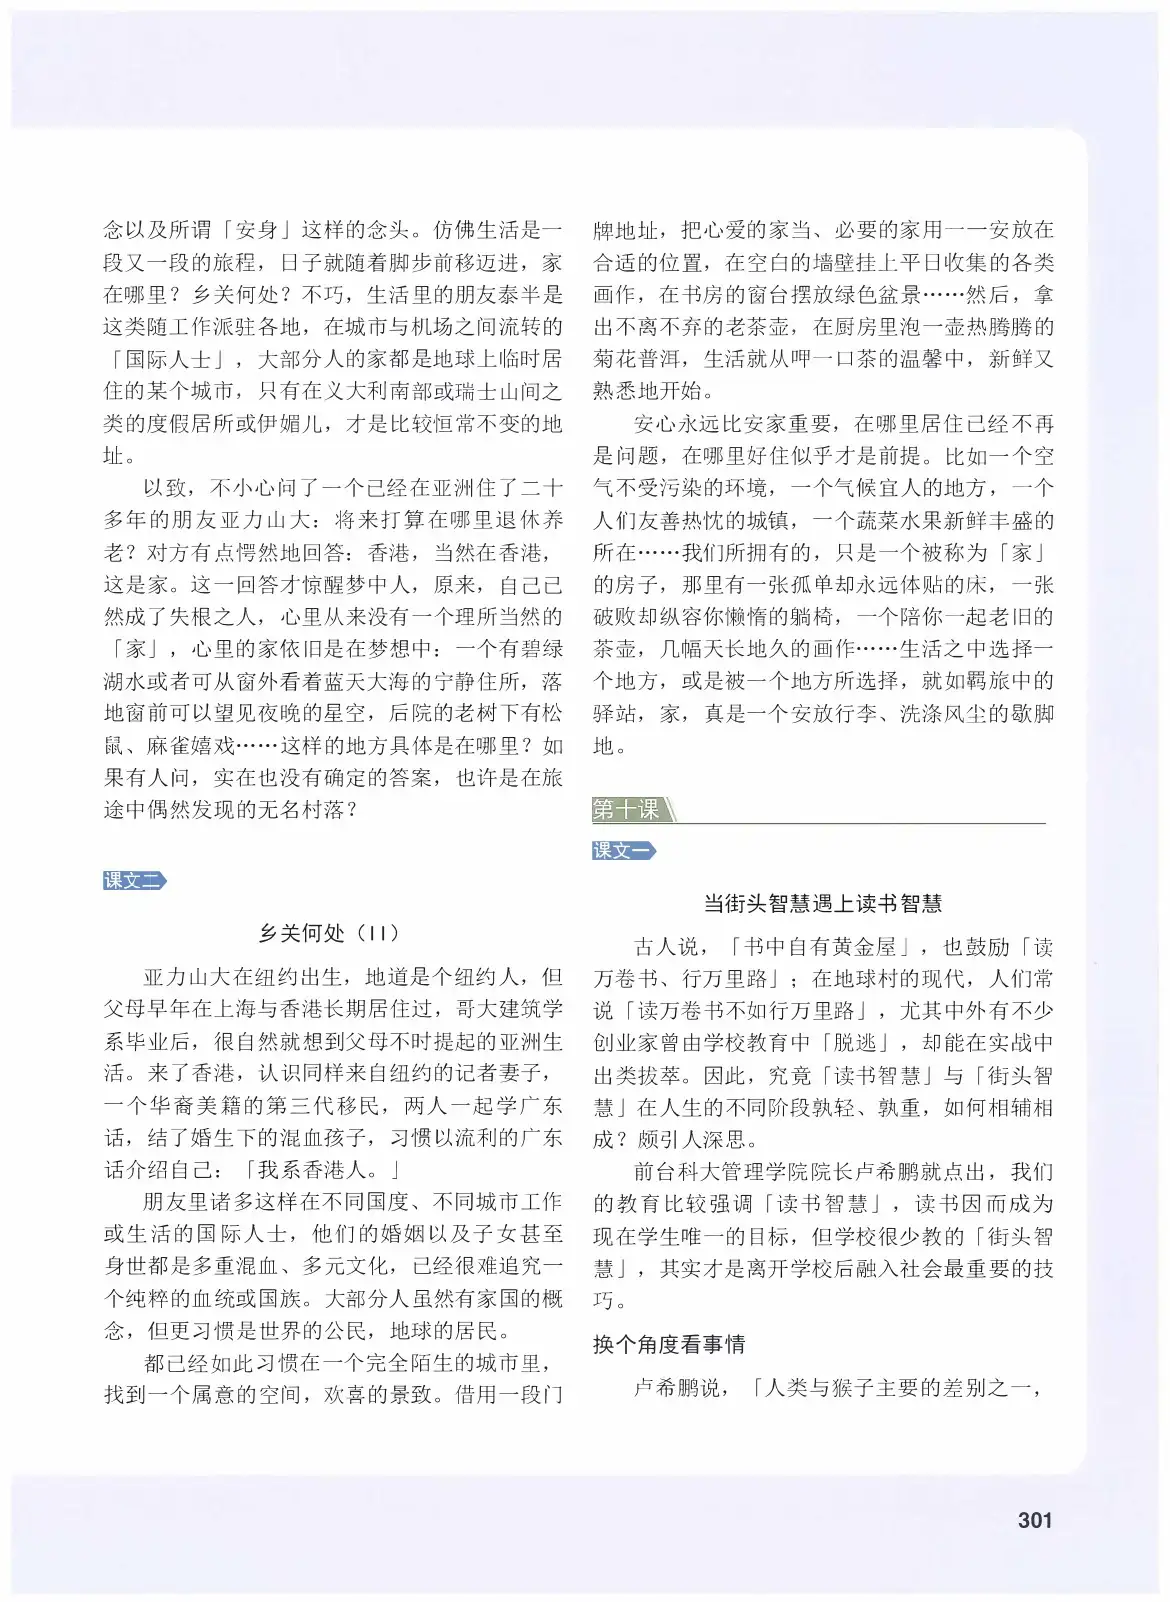 念以及所谓「安身」这样的念头。仿佛生活是一
段又一段的旅程，日子就随着脚步前移迈进，家
在哪里？乡关何处？不巧，生活里的朋友泰半是
这类随工作派驻各地，在城市与机场之间流转的
「国际人士」，大部分人的家都是地球上临时居
住的某个城市，只有在义大利南部或瑞士山间之
类的度假居所或伊媚儿，才是比较恒常不变的地
址。
以致，不小心问了一个已经在亚洲住了二十
多年的朋友亚力山大：将来打算在哪里退休养
老？对方有点愕然地回答：香港，当然在香港，
这是家。这一回答才惊醒梦中人，原来，自己已
然成了失根之人，心里从来没有一个理所当然的
「家」，心里的家依旧是在梦想中：一个有碧绿
湖水或者可从窗外看着蓝天大海的宁静住所，落
地窗前可以望见夜晚的星空，后院的老树下有松
鼠、麻雀嬉戏……这样的地方具体是在哪里？如
果有人问，实在也没有确定的答案，也许是在旅
途中偶然发现的无名村落？
课文二
乡关何处（II）
亚力山大在纽约出生，地道是个纽约人，但
父母早年在上海与香港长期居住过，哥大建筑学
系毕业后，很自然就想到父母不时提起的亚洲生
活。来了香港，认识同样来自纽约的记者妻子，
一个华裔美籍的第三代移民，两人一起学广东
话，结了婚生下的混血孩子，习惯以流利的广东
话介绍自己：「我系香港人。」
朋友里诸多这样在不同国度、不同城市工作
或生活的国际人士，他们的婚姻以及子女甚至
身世都是多重混血、多元文化，已经很难追究一
个纯粹的血统或国族。大部分人虽然有家国的概
念，但更习惯是世界的公民，地球的居民。
都已经如此习惯在一个完全陌生的城市里，
找到一个属意的空间，欢喜的景致。借用一段门
牌地址，把心爱的家当、必要的家用一一安放在
合适的位置，在空白的墙壁挂上平日收集的各类
画作，在书房的窗台摆放绿色盆景……然后，拿
出不离不弃的老茶壶，在厨房里泡一壶热腾腾的
菊花普洱，生活就从呷一口茶的温馨中，新鲜又
熟悉地开始。
安心永远比安家重要，在哪里居住已经不再
是问题，在哪里好住似乎才是前提。比如一个空
气不受污染的环境，一个气候宜人的地方，一个
人们友善热忱的城镇，一个蔬菜水果新鲜丰盛的
所在……我们所拥有的，只是一个被称为「家」
的房子，那里有一张孤单却永远体贴的床，一张
破败却纵容你懒惰的躺椅，一个陪你一起老旧的
茶壶，几幅天长地久的画作……生活之中选择一
个地方，或是被一个地方所选择，就如羁旅中的
驿站，家，真是一个安放行李、洗涤风尘的歇脚
地。
第十课
课文一
当街头智慧遇上读书智慧
古人说，「书中自有黄金屋」，也鼓励「读
万卷书、行万里路」；在地球村的现代，人们常
说「读万卷书不如行万里路」，尤其中外有不少
创业家曾由学校教育中「脱逃」，却能在实战中
出类拔萃。因此，究竟「读书智慧」与「街头智
慧」在人生的不同阶段孰轻、孰重，如何相辅相
成？颇引人深思。
前台科大管理学院院长卢希鹏就点出，我们
的教育比较强调「读书智慧」，读书因而成为
现在学生唯一的目标，但学校很少教的「街头智
慧」，其实才是离开学校后融入社会最重要的技
巧。
换个角度看事情
卢希鹏说，「人类与猴子主要的差别之一，
301